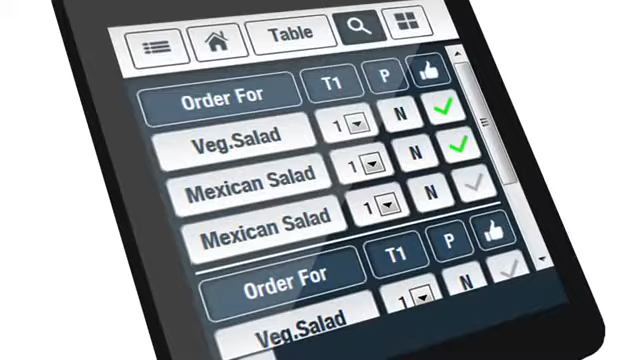 Table
Order For T1 P
Veg.Salad 1 N
Mexican Salad 1 N
Mexican Salad 1 N
Order For T1 P
Veg.Salad 1 N